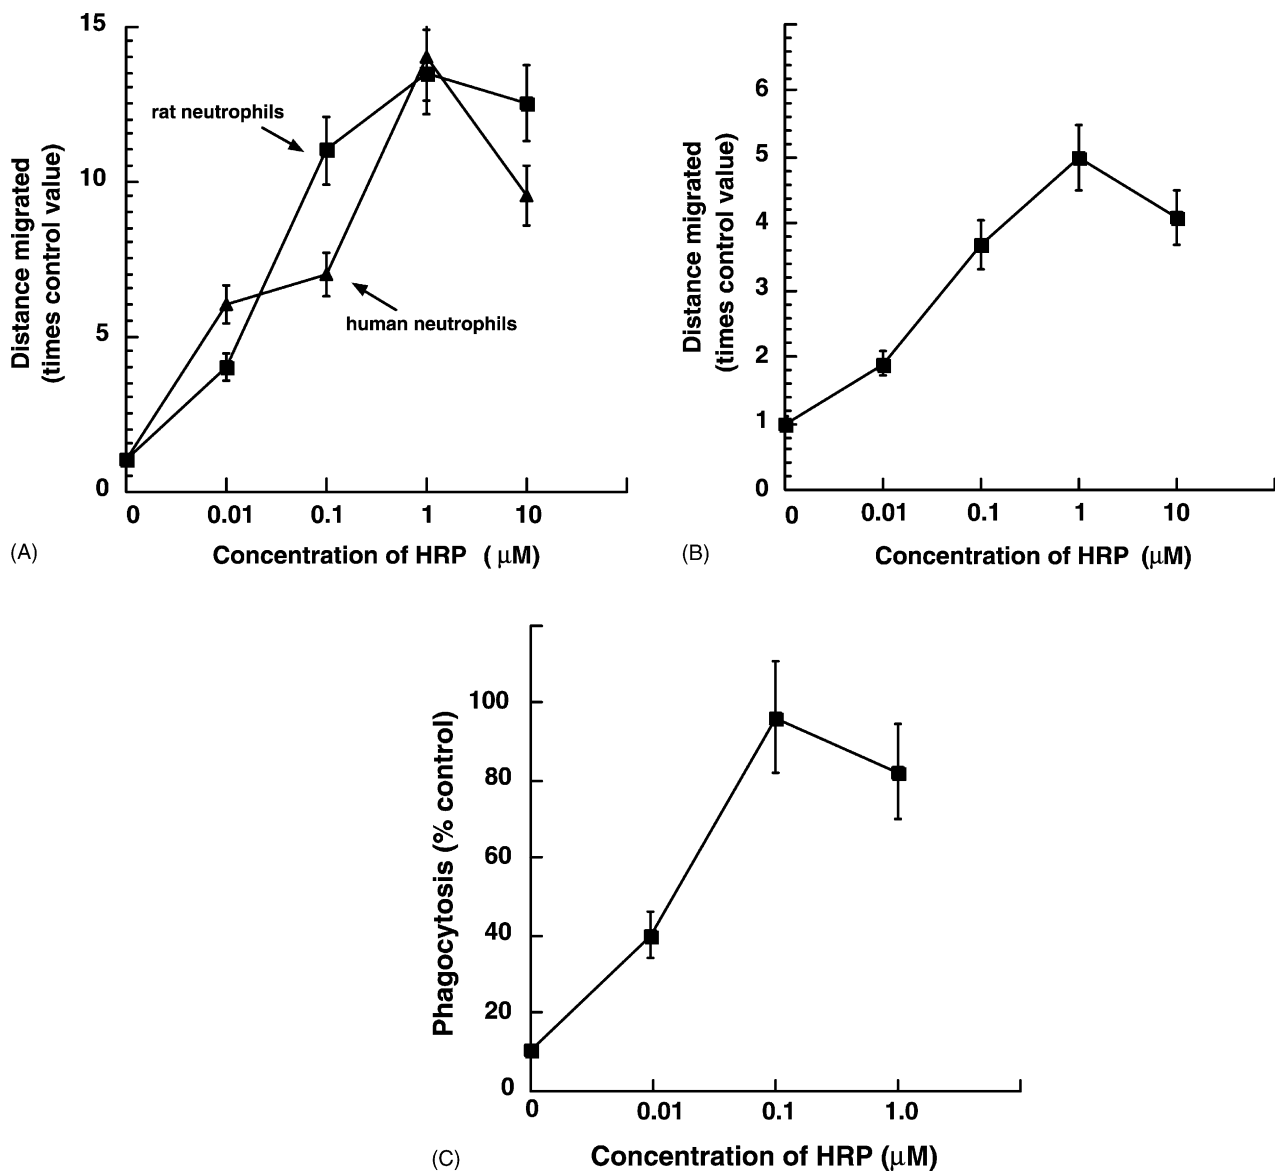 15
10
5
0
Distance migrated
(times control value)
rat neutrophils
human neutrophils
0 0.01 0.1 1 10
(A) Concentration of HRP ( μM)
6
5
4
3
2
1
0
Distance migrated
(times control value)
0 0.01 0.1 1 10
(B) Concentration of HRP (μM)
100
80
60
40
20
0
Phagocytosis (% control)
0 0.01 0.1 1.0
(C) Concentration of HRP (μM)